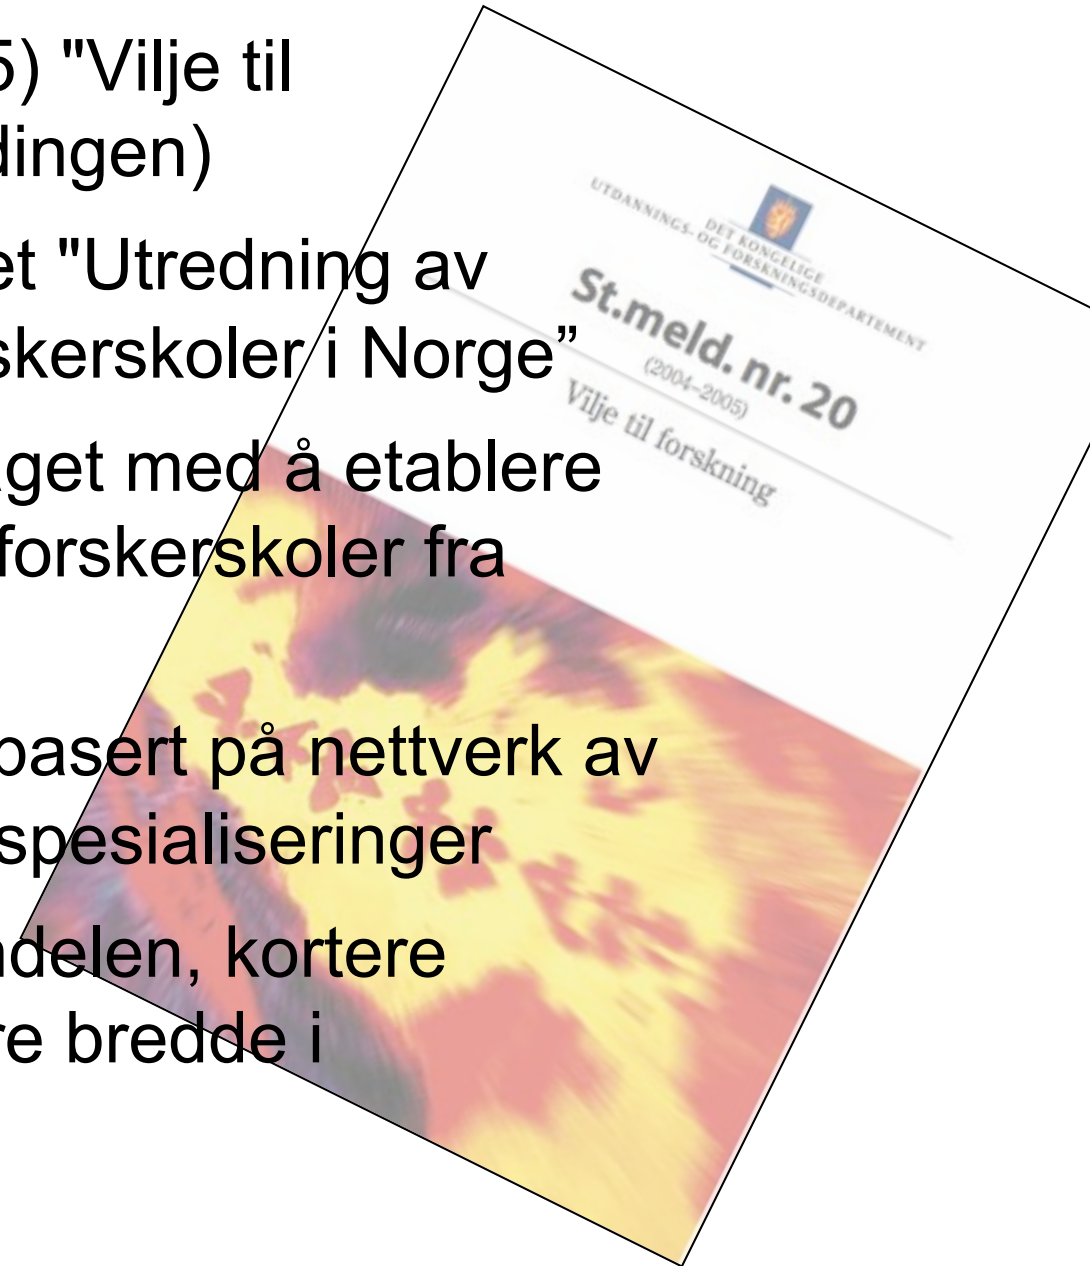 5) "Vilje til
dingen)
et "Utredning av
skerskoler i Norge”
get med å etablere
forskerskoler fra
basert på nettverk av
spesialiseringer
ndelen, kortere
re bredde i
DET KONGELIGE
UTDANNINGS- OG FORSKNINGSDEPARTEMENT
St.meld. nr. 20
(2004–2005)
Vilje til forskning